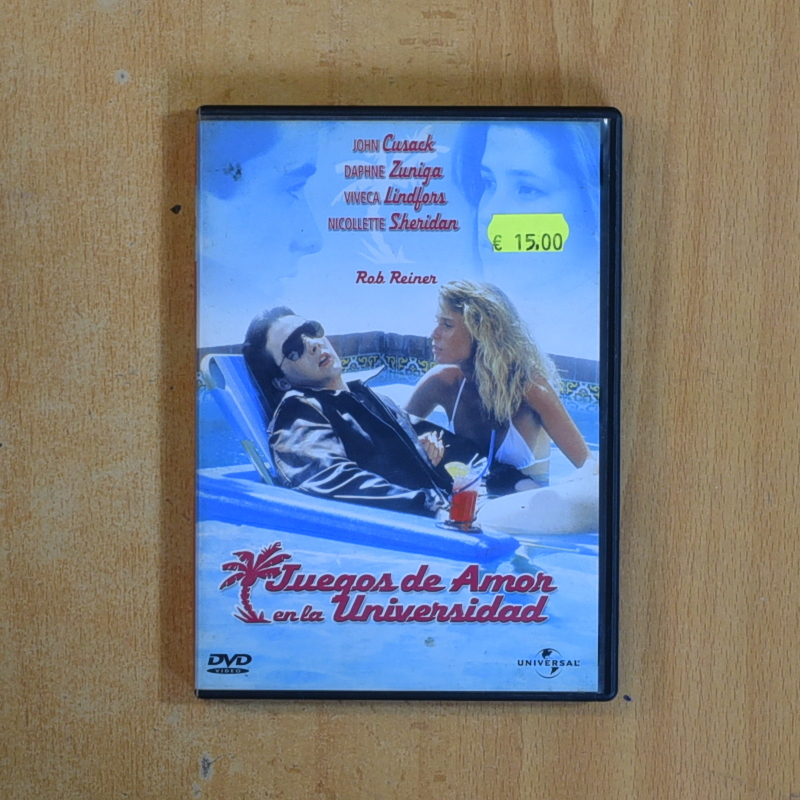 JOHN Cusack
DAPHNE Zuniga
VIVECA Lindfors
NICOLLETTE Sheridan
€ 15,00
Rob Reiner
Juegos de Amor
en la Universidad
DVD
VIDEO
UNIVERSAL